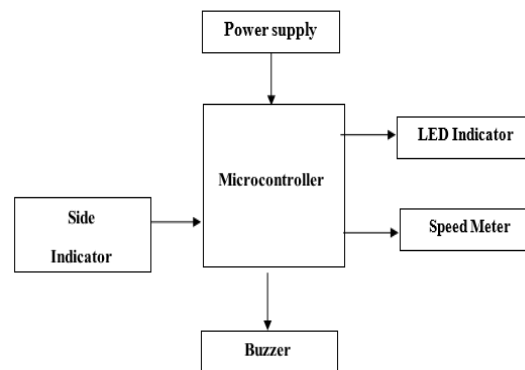 Power supply
LED Indicator
Microcontroller
Side
Indicator
Speed Meter
Buzzer